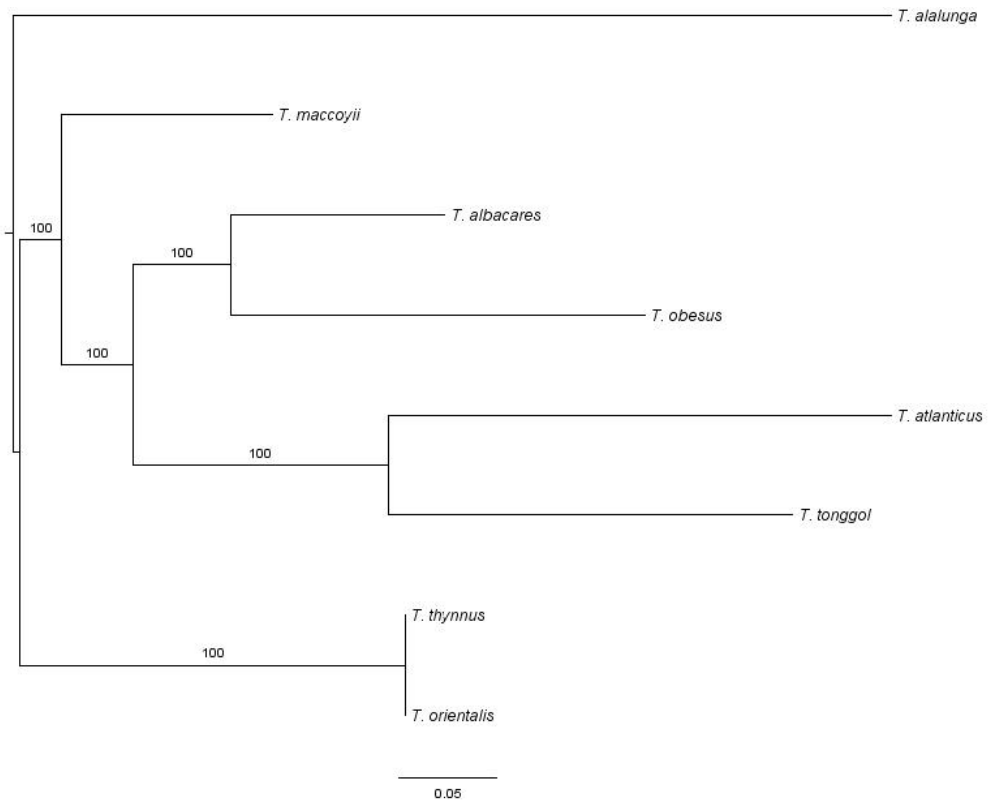 T. alalunga
T. maccoyii
T. albacares
100
100
T. obesus
100
T. atlanticus
100
T. tonggol
T. thynnus
100
T. orientalis
0.05